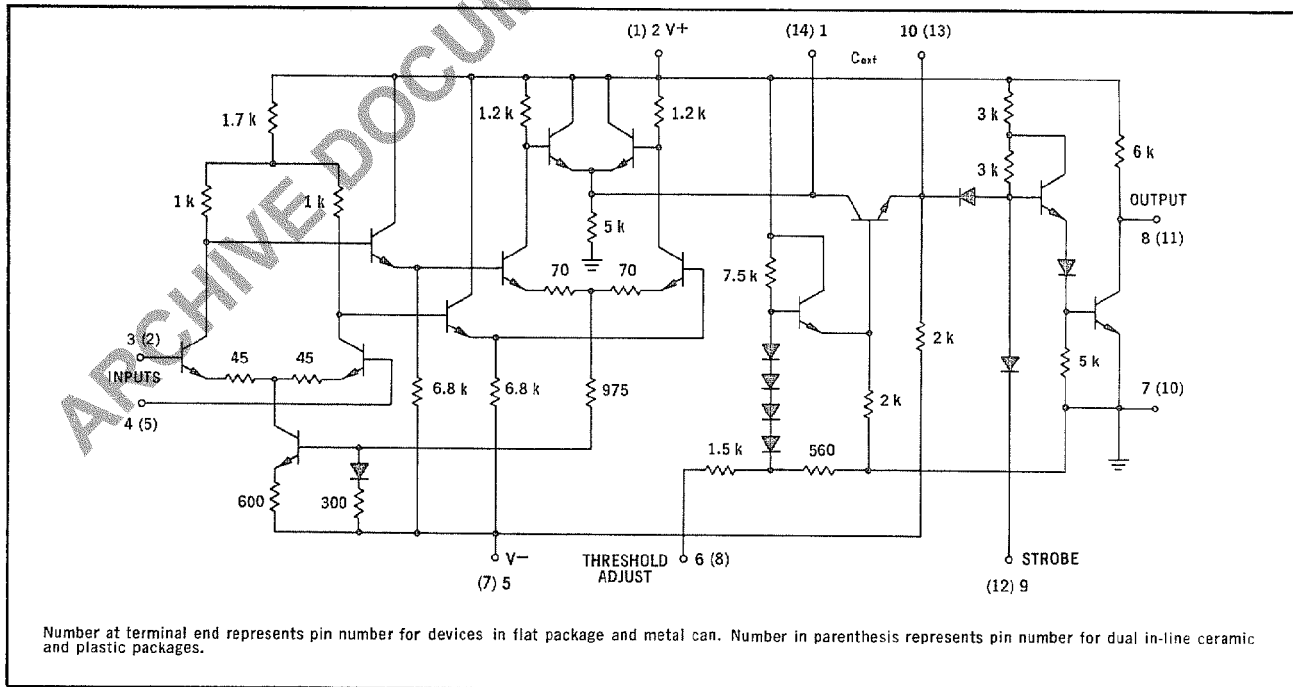 ARCHIVE DOCUM
(1) 2 V+
(14) 1
10 (13)
Cext
1.7 k
1.2 k
1.2 k
3 k
3 k
6 k
1 k
1 k
OUTPUT
8 (11)
5 k
70
70
7.5 k
2 k
3 (2)
INPUTS
4 (5)
45
45
6.8 k
6.8 k
975
2 k
5 k
7 (10)
1.5 k
560
600
300
V−
(7) 5
THRESHOLD
ADJUST
6 (8)
STROBE
(12) 9
Number at terminal end represents pin number for devices in flat package and metal can. Number in parenthesis represents pin number for dual in-line ceramic
and plastic packages.